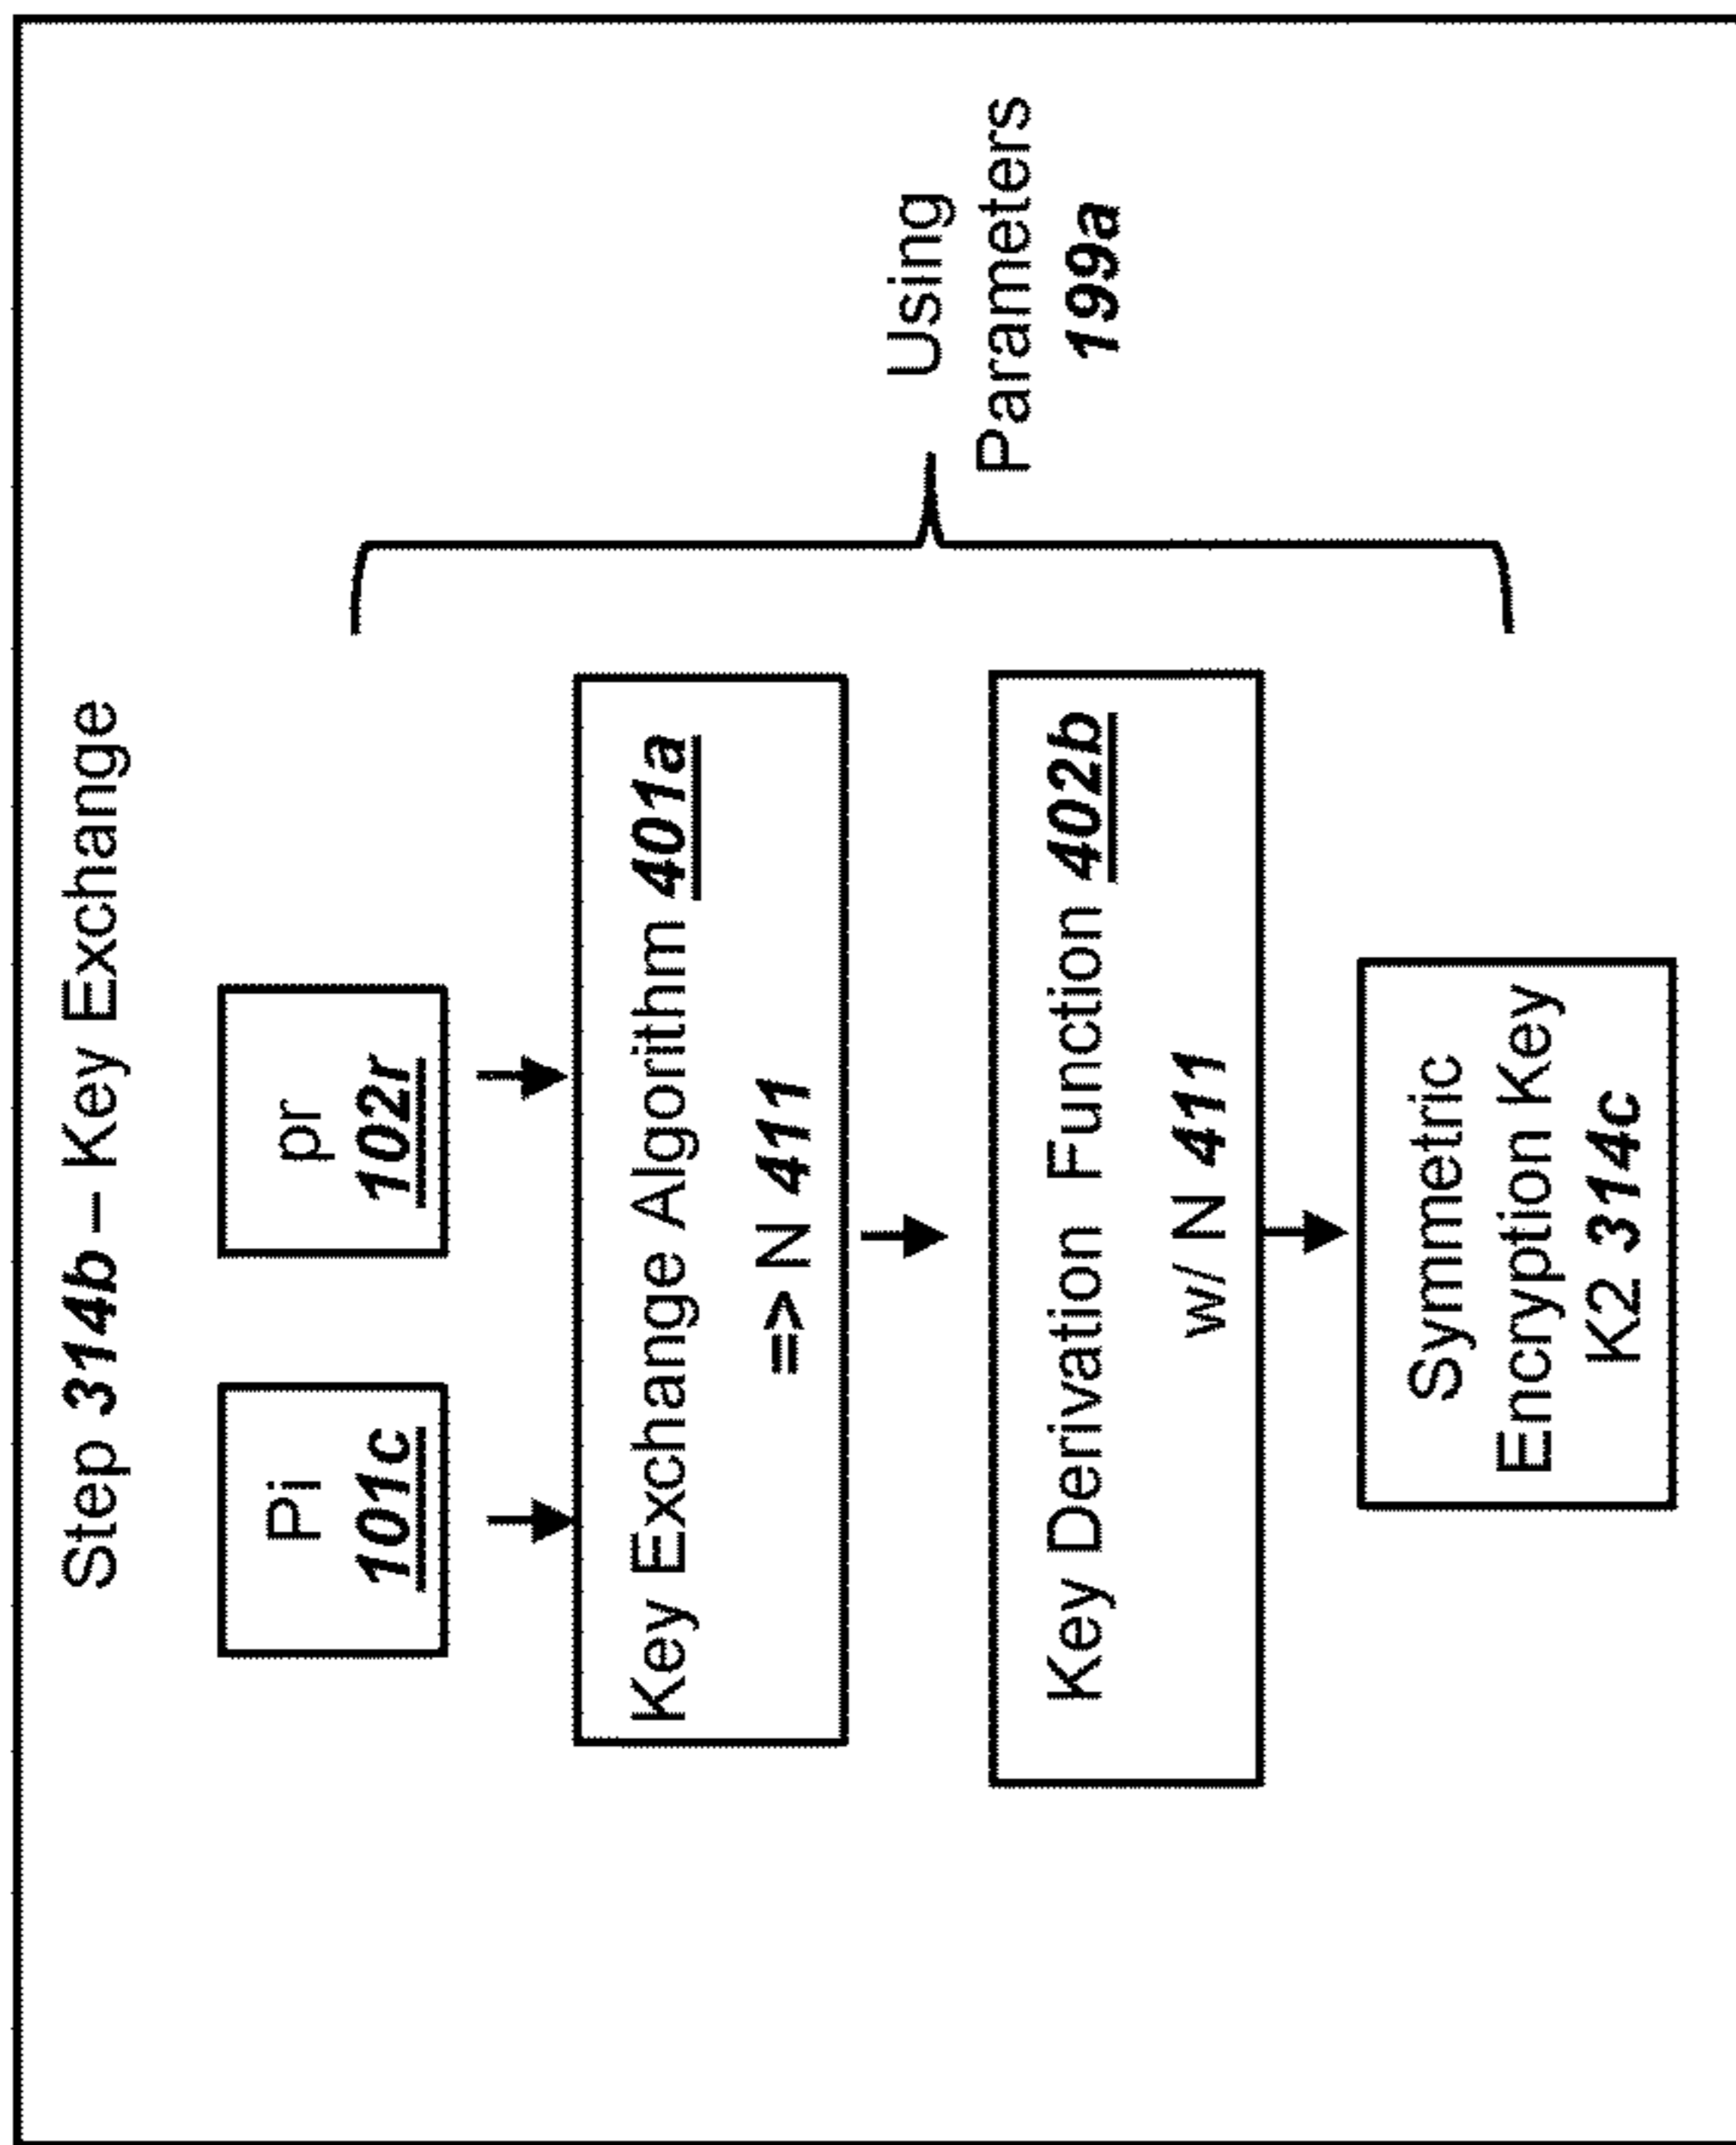 Step 314b – Key Exchange
Pi
101c
pr
102r
Key Exchange Algorithm 401a
=> N 411
Key Derivation Function 402b
w/ N 411
Symmetric
Encryption Key
K2 314c
Using
Parameters
199a